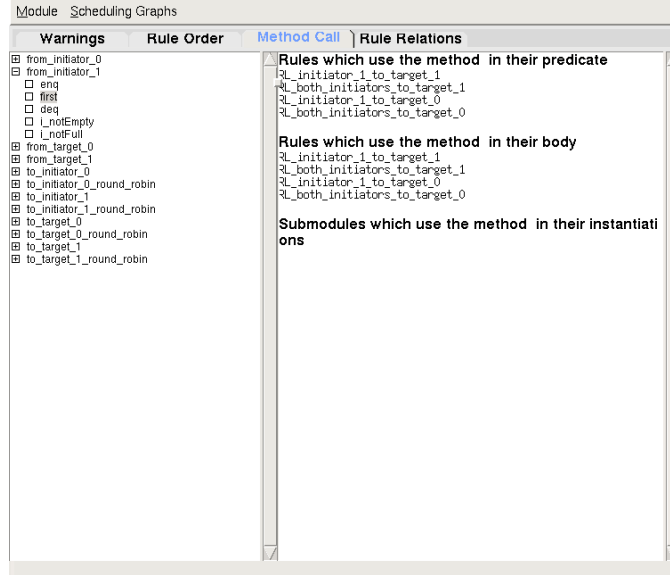 Module Scheduling Graphs
Warnings Rule Order Method Call Rule Relations
from_initiator_0
from_initiator_1
enq
first
deq
i_notEmpty
i_notFull
from_target_0
from_target_1
to_initiator_0
to_initiator_0_round_robin
to_initiator_1
to_initiator_1_round_robin
to_target_0
to_target_0_round_robin
to_target_1
to_target_1_round_robin
Rules which use the method in their predicate
RL_initiator_1_to_target_1
RL_both_initiators_to_target_1
RL_initiator_1_to_target_0
RL_both_initiators_to_target_0
Rules which use the method in their body
RL_initiator_1_to_target_1
RL_both_initiators_to_target_1
RL_initiator_1_to_target_0
RL_both_initiators_to_target_0
Submodules which use the method in their instantiati
ons